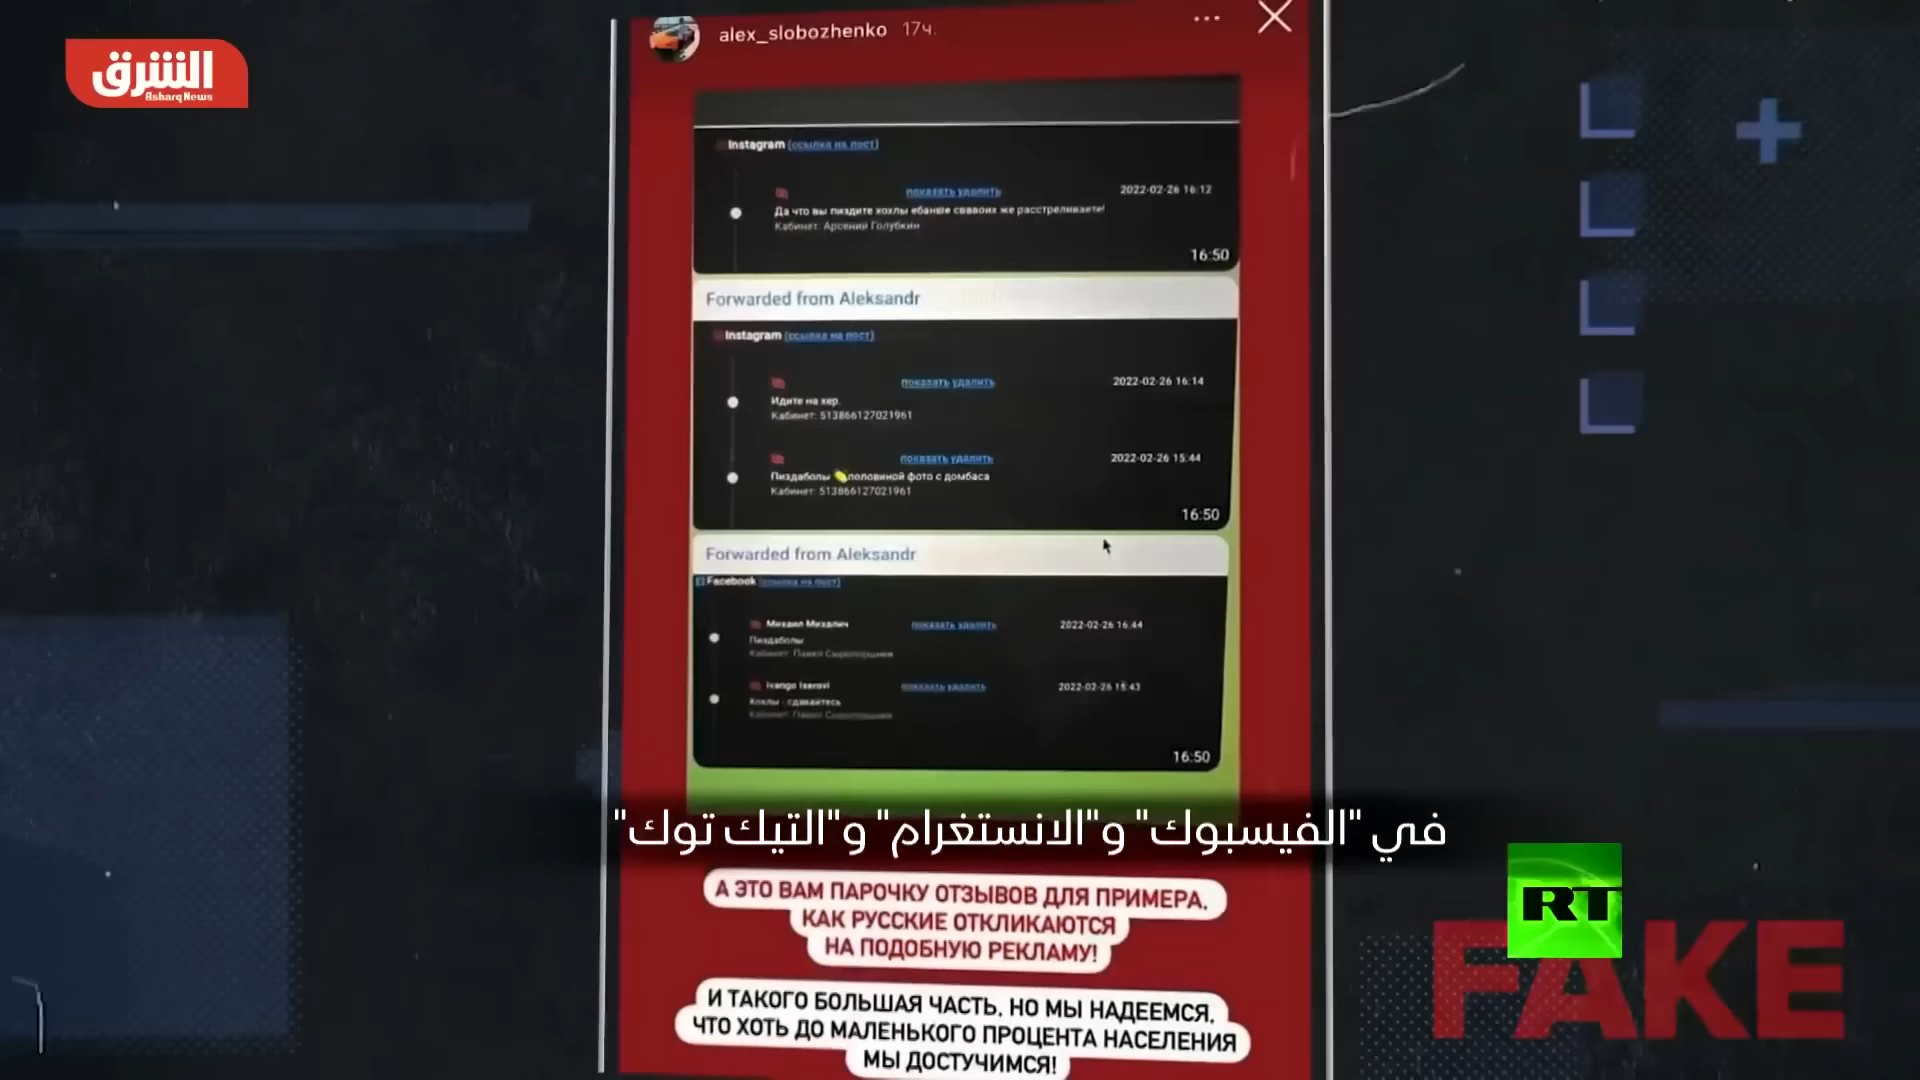 الشرق
Asharq News
alex_slobozhenko 17ч.
Instagram (ссылка на пост)
показать удалить 2022-02-26 16:12
Да что вы пиздите хохлы ебаные сввоих же расстреливаете!
Кабинет: Арсений Голубкин
16:50
Forwarded from Aleksandr
Instagram (ссылка на пост)
показать удалить 2022-02-26 16:14
Идите на хер.
Кабинет: 513866127021961
показать удалить 2022-02-26 15:44
Пиздаболы половиной фото с домбаса
Кабинет: 513866127021961
16:50
Forwarded from Aleksandr
Facebook (ссылка на пост)
Михаил показать удалить 2022-02-26 16:44
Пиздаболы
Кабинет: Павел
показать удалить 2022-02-26 15:43
Хохлы - сдавайтесь
Кабинет: Павел
16:50
في "الفيسبوك" و"الانستغرام" و"التيك توك"
А ЭТО ВАМ ПАРОЧКУ ОТЗЫВОВ ДЛЯ ПРИМЕРА,
КАК РУССКИЕ ОТКЛИКАЮТСЯ
НА ПОДОБНУЮ РЕКЛАМУ!
И ТАКОГО БОЛЬШАЯ ЧАСТЬ, НО МЫ НАДЕЕМСЯ,
ЧТО ХОТЬ ДО МАЛЕНЬКОГО ПРОЦЕНТА НАСЕЛЕНИЯ
МЫ ДОСТУЧИМСЯ!
RT
FAKE